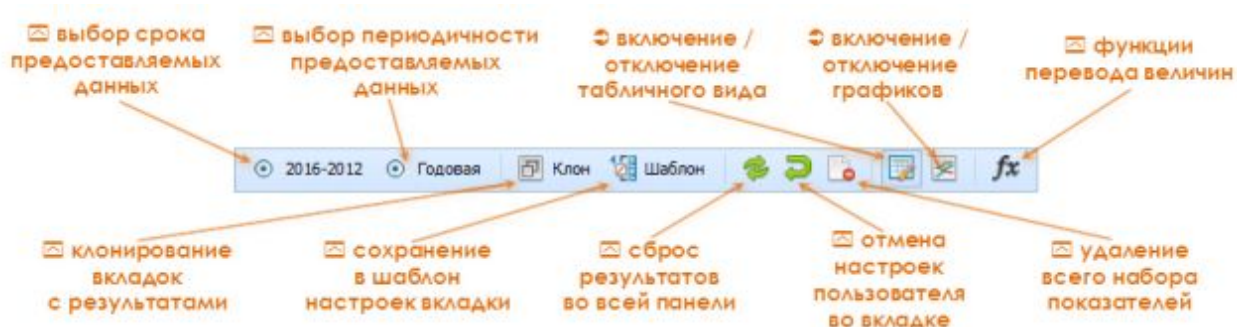 выбор срока
предоставляемых
данных
выбор периодичности
предоставляемых
данных
включение /
отключение
табличного вида
включение /
отключение
графиков
функции
перевода величин
2016-2012 Годовая Клон Шаблон fx
клонирование
вкладок
с результатами
сохранение
в шаблон
настроек вкладки
сброс
результатов
во всей панели
отмена
настроек
пользователя
во вкладке
удаление
всего набора
показателей